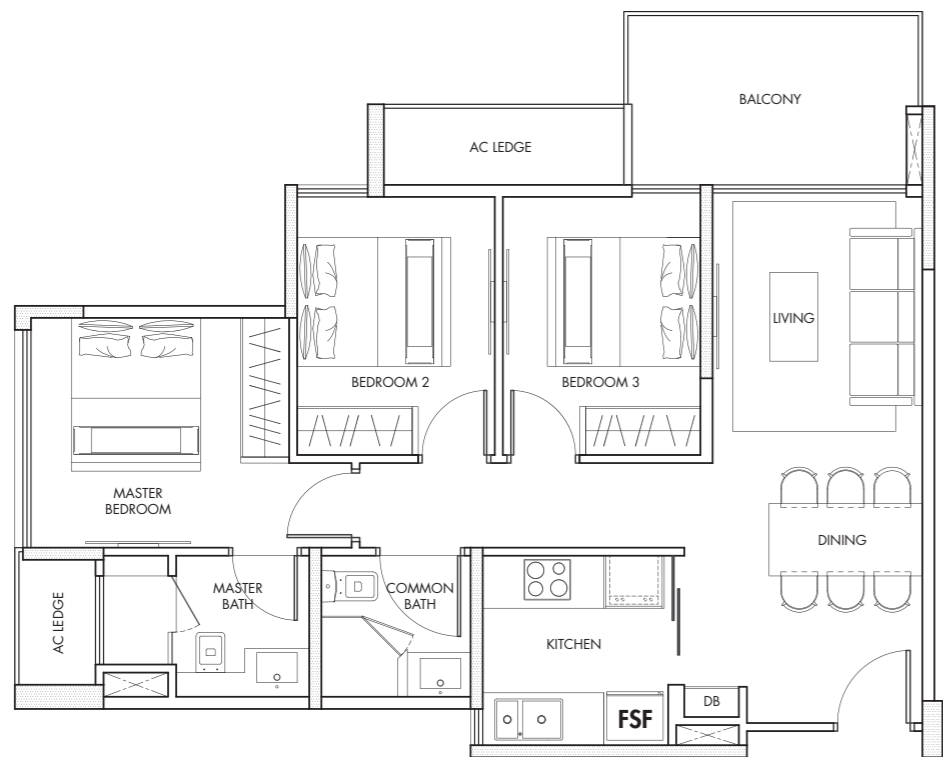 BALCONY
AC LEDGE
LIVING
BEDROOM 2
BEDROOM 3
MASTER
BEDROOM
DINING
MASTER
BATH
COMMON
BATH
AC LEDGE
KITCHEN
DB
FSF